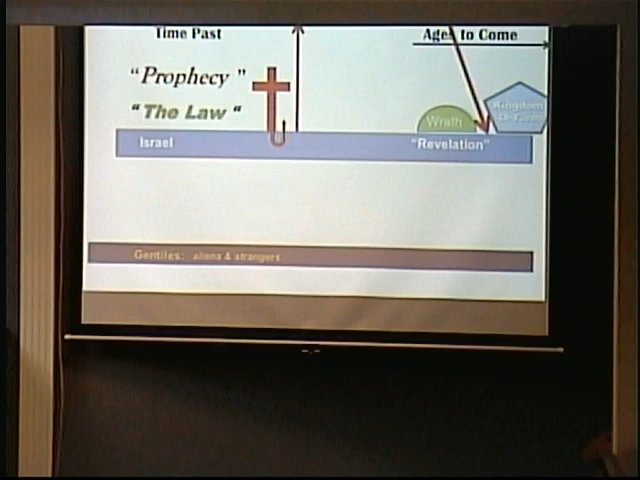 Time Past
Ages to Come
"Prophecy"
"The Law"
Wrath
Kingdom
Israel
"Revelation"
Gentiles: aliens & strangers